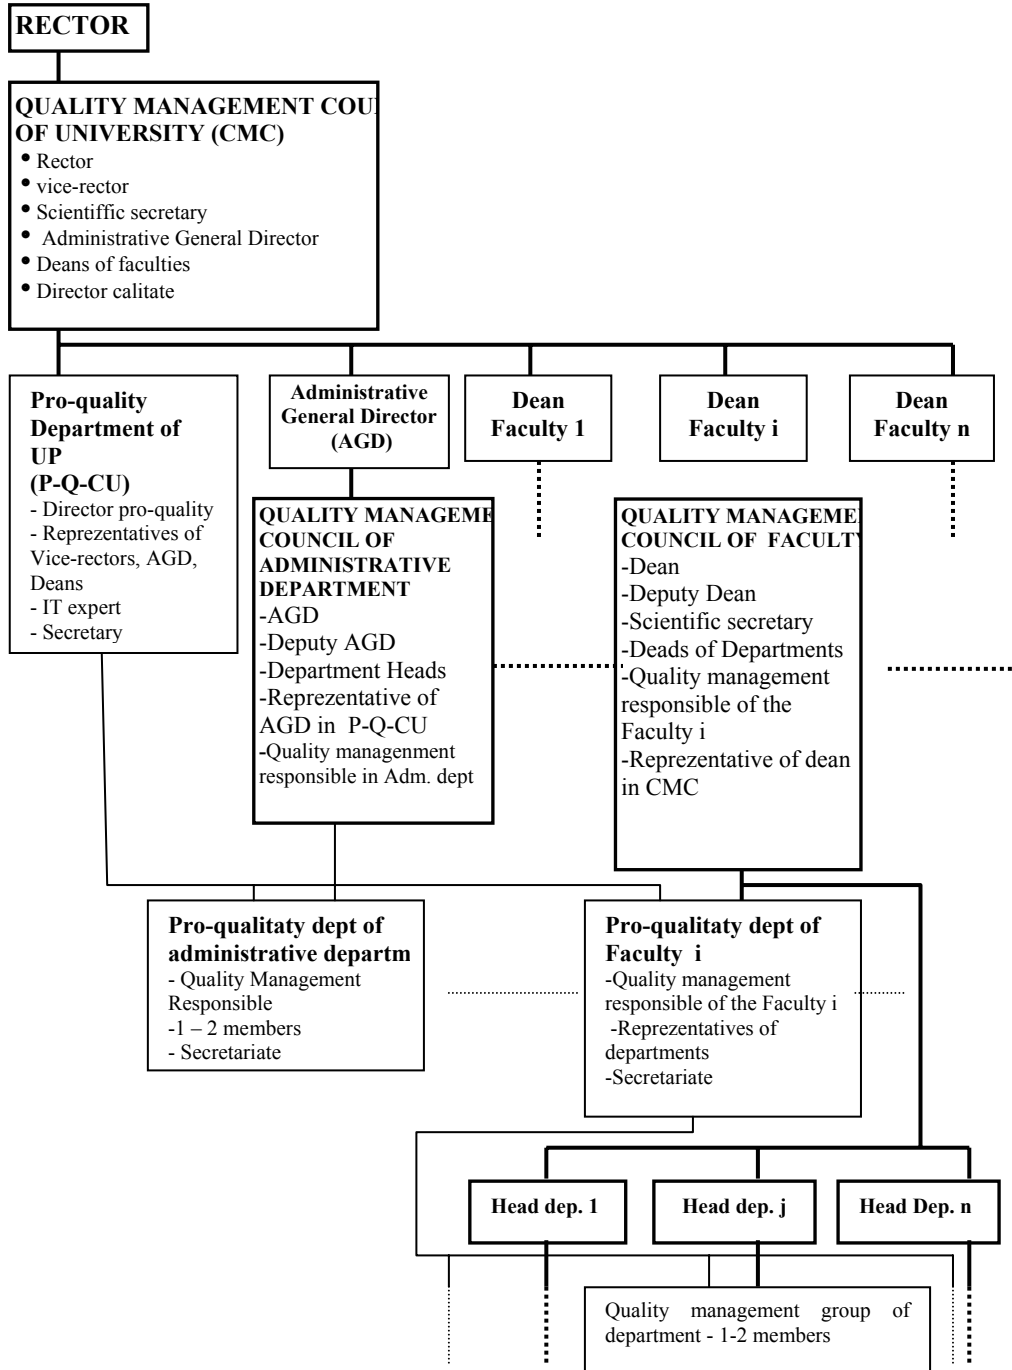 RECTOR
QUALITY MANAGEMENT COU
OF UNIVERSITY (CMC)
• Rector
• vice-rector
• Scientiffic secretary
• Administrative General Director
• Deans of faculties
• Director calitate
Pro-quality
Department of
UP
(P-Q-CU)
- Director pro-quality
- Representatives of
Vice-rectors, AGD,
Deans
- IT expert
- Secretary
Administrative
General Director
(AGD)
Dean
Faculty 1
Dean
Faculty i
Dean
Faculty n
QUALITY MANAGEME
COUNCIL OF
ADMINISTRATIVE
DEPARTMENT
-AGD
-Deputy AGD
-Department Heads
-Reprezentative of
AGD in P-Q-CU
-Quality managenment
responsible in Adm. dept
QUALITY MANAGEME
COUNCIL OF FACULTY
-Dean
-Deputy Dean
-Scientific secretary
-Deads of Departments
-Quality management
responsible of the
Faculty i
-Reprezentative of dean
in CMC
Pro-qualitaty dept of
administrative departm
- Quality Management
Responsible
-1 – 2 members
- Secretariate
Pro-qualitaty dept of
Faculty i
-Quality management
responsible of the Faculty i
-Reprezentatives of
departments
-Secretariate
Head dep. 1
Head dep. j
Head Dep. n
Quality management group of
department - 1-2 members